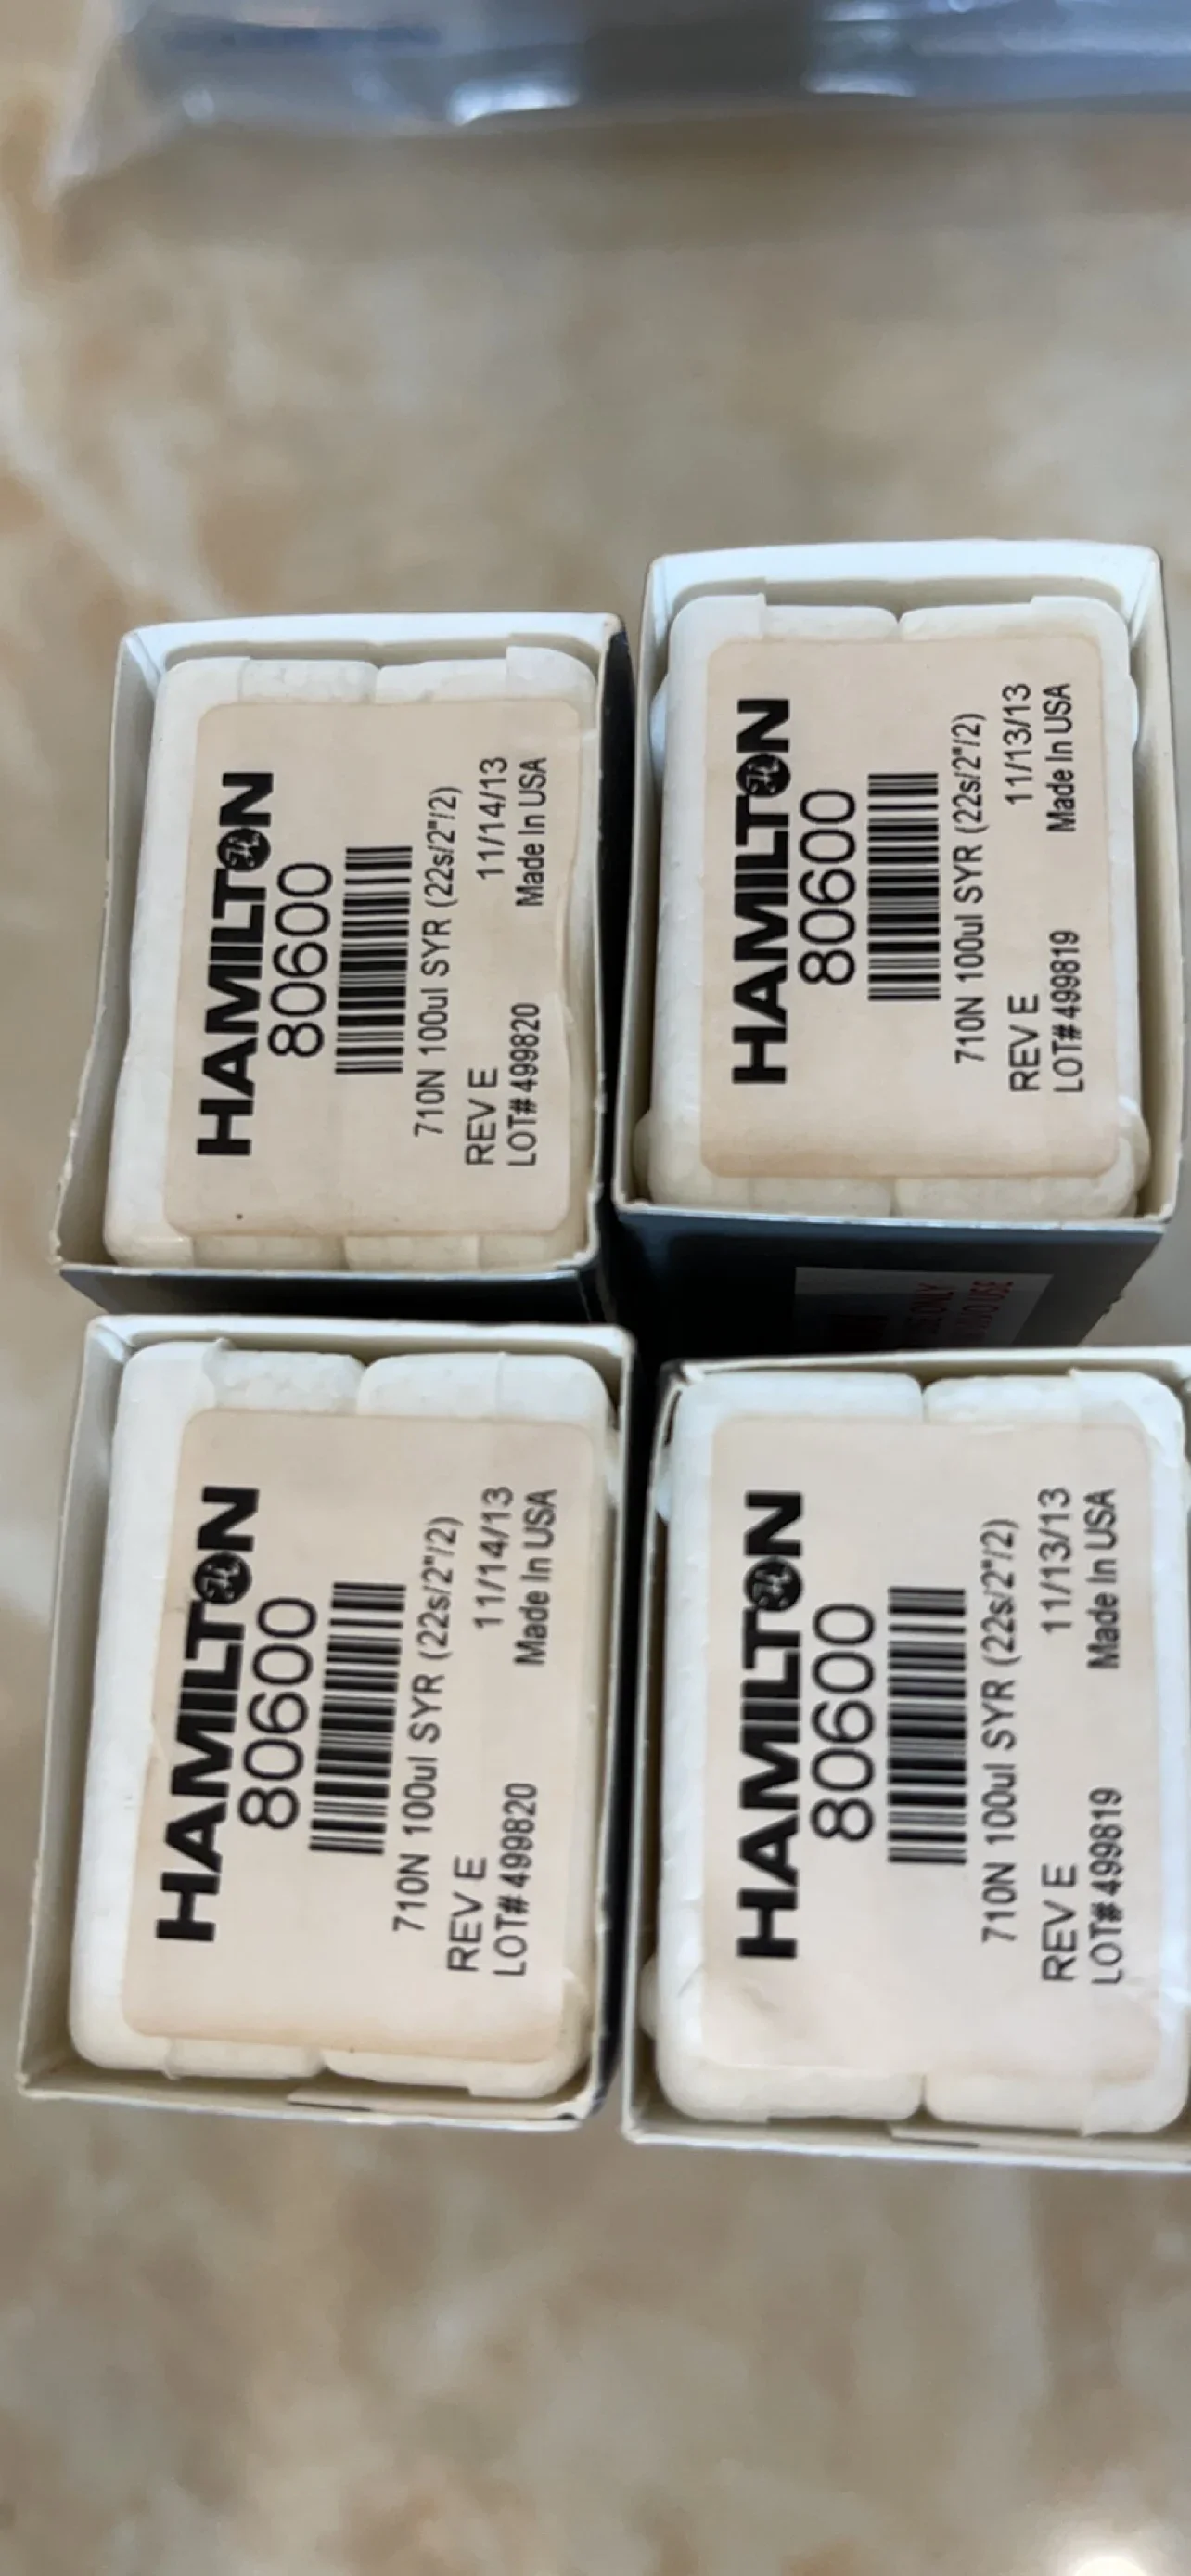 HAMILTON
80600
710N 100ul SYR (22s/2"/2)
REV E 11/14/13
LOT# 499820 Made In USA
HAMILTON
80600
710N 100ul SYR (22s/2"/2)
REV E 11/13/13
LOT# 499819 Made In USA
USE ONLY
USE
HAMILTON
80600
710N 100ul SYR (22s/2"/2)
REV E 11/14/13
LOT# 499820 Made In USA
HAMILTON
80600
710N 100ul SYR (22s/2"/2)
REV E 11/13/13
LOT# 499819 Made In USA